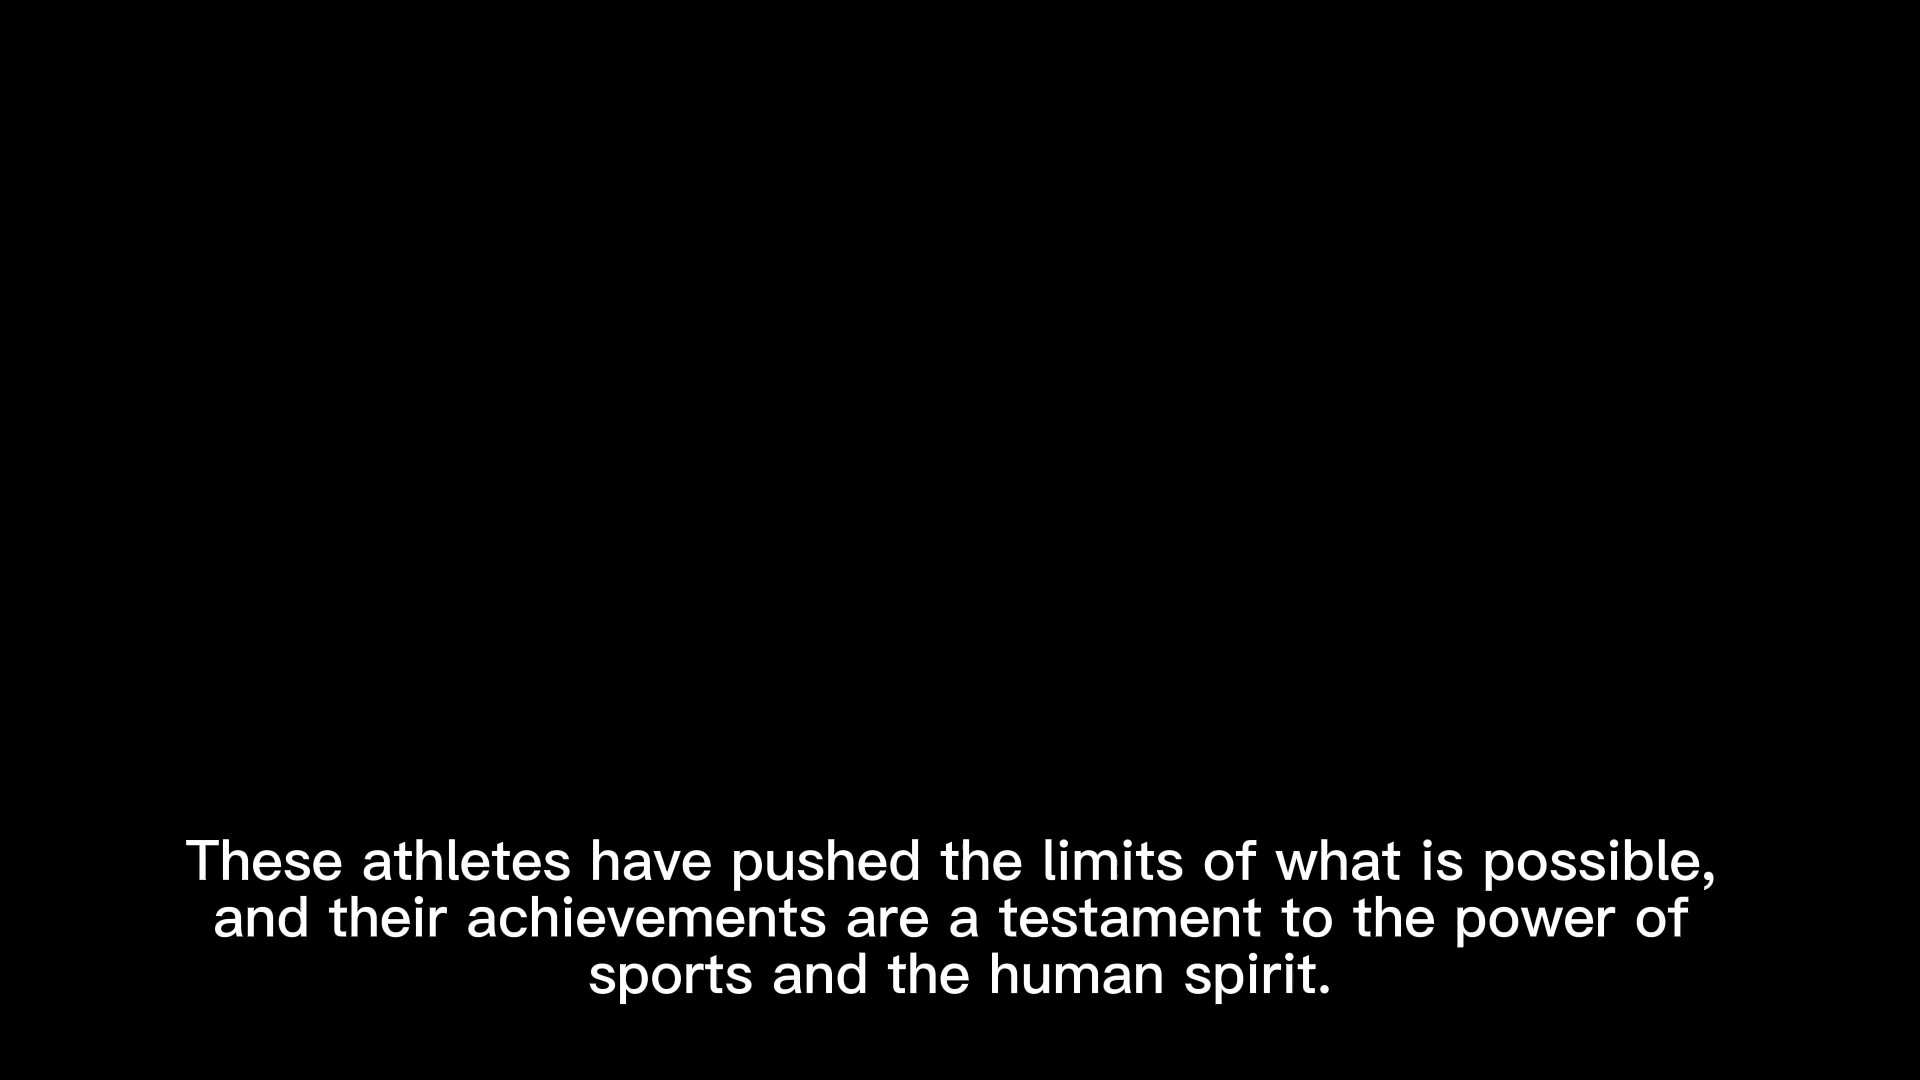 These athletes have pushed the limits of what is possible,
and their achievements are a testament to the power of
sports and the human spirit.